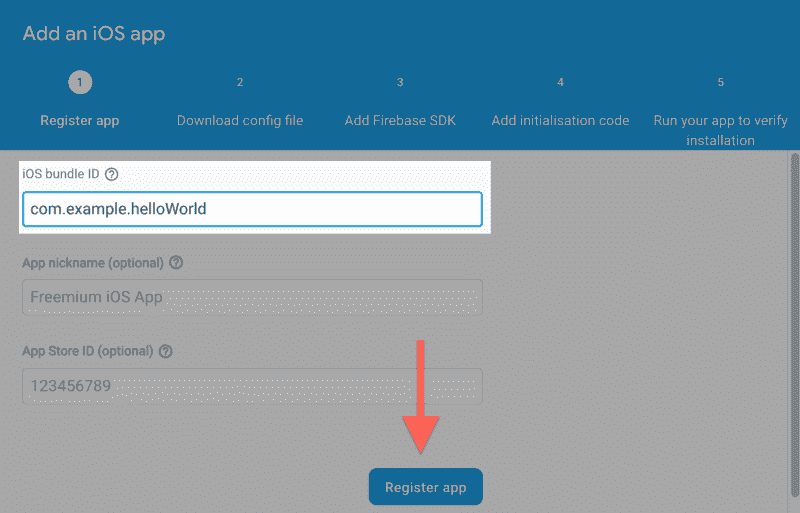 Add an iOS app
1 2 3 4 5
Register app Download config file Add Firebase SDK Add initialisation code Run your app to verify
installation
iOS bundle ID ?
com.example.helloWorld
App nickname (optional) ?
Freemium iOS App
App Store ID (optional) ?
123456789
Register app